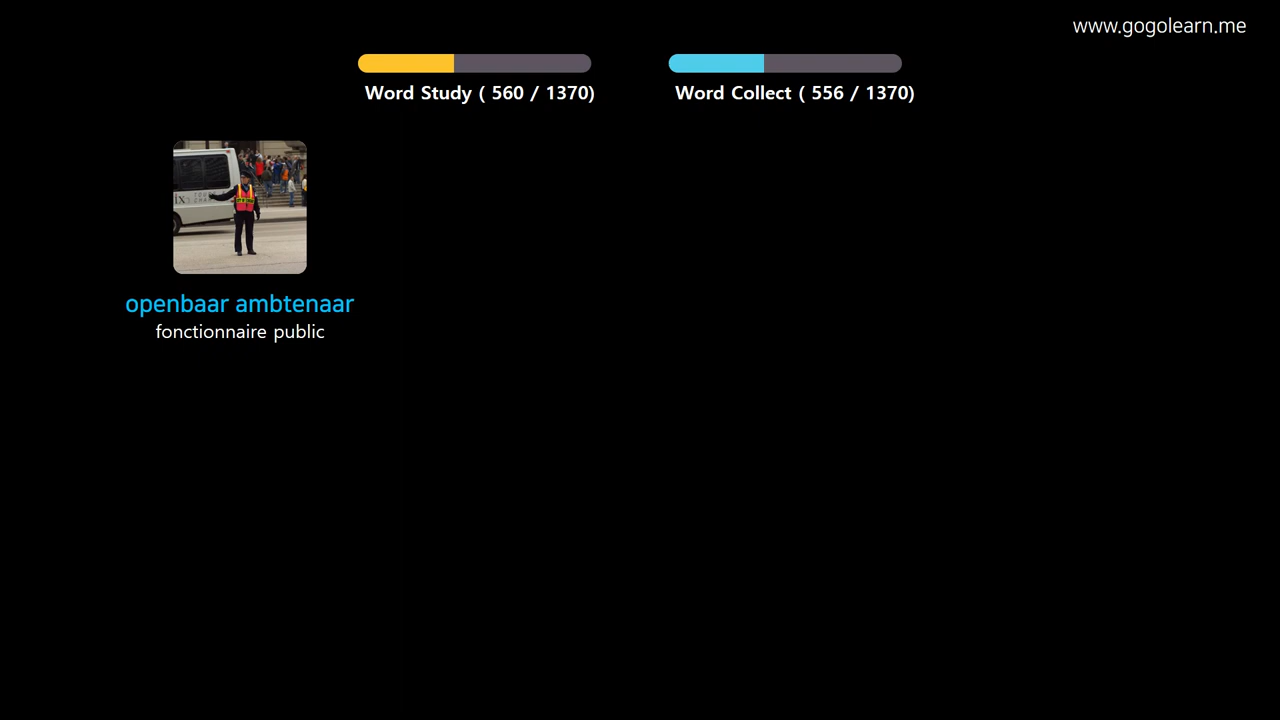 www.gogolearn.me
Word Study ( 560 / 1370)
Word Collect ( 556 / 1370)
openbaar ambtenaar
fonctionnaire public